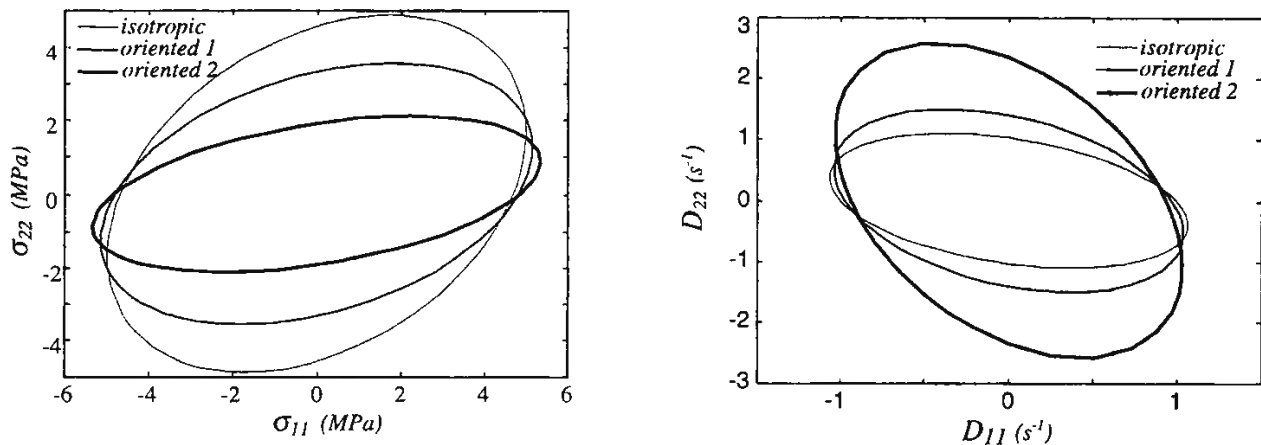 4
2
0
-2
-4
isotropic
oriented 1
oriented 2
σ22 (MPa)
-6
-4
-2
0
2
4
6
σ11 (MPa)
3
2
1
0
-1
-2
-3
isotropic
oriented 1
oriented 2
D22 (s-1)
-1
0
1
D11 (s-1)